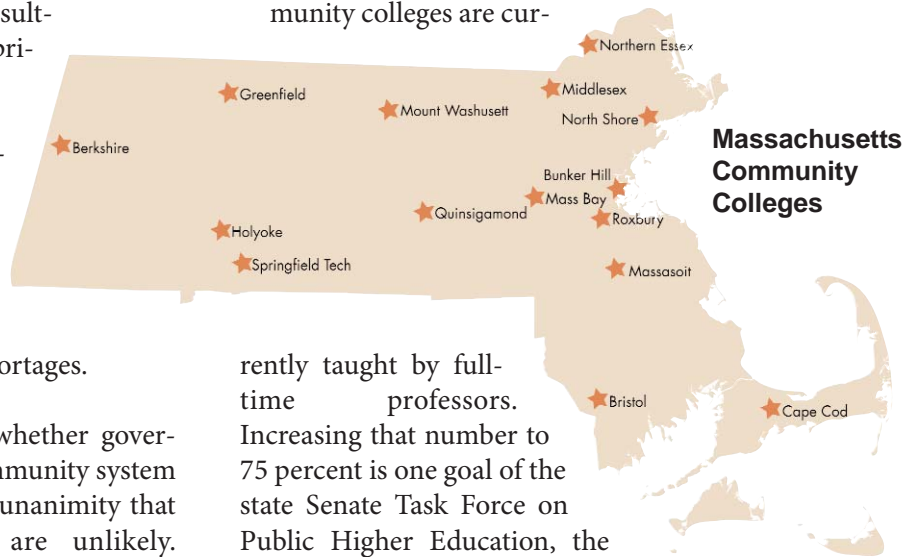 sult-
pri-
-
ortages.
whether gover-
mmunity system
unanimity that
are unlikely.
munity colleges are cur-
rently taught by full-
time professors.
Increasing that number to
75 percent is one goal of the
state Senate Task Force on
Public Higher Education, the
Massachusetts
Community
Colleges
Northern Essex
Greenfield
Middlesex
Mount Washusett
North Shore
Berkshire
Bunker Hill
Mass Bay
Quinsigamond
Roxbury
Holyoke
Springfield Tech
Massasoit
Bristol
Cape Cod